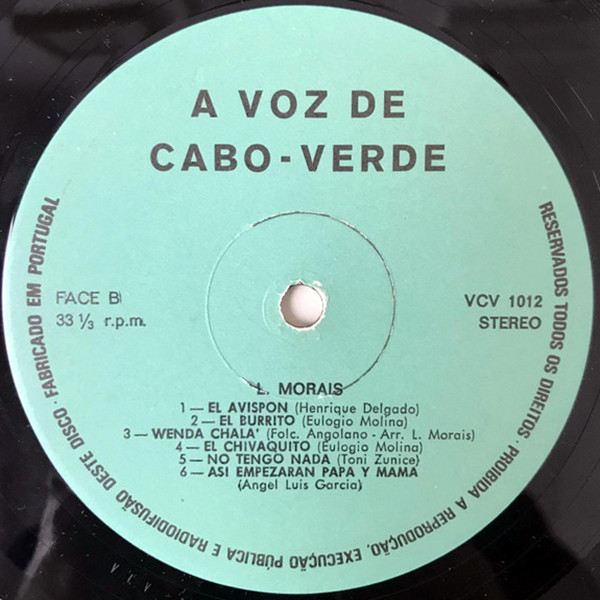 A VOZ DE
CABO-VERDE
FACE B
33 ⅓ r.p.m.
VCV 1012
STEREO
L. MORAIS
1 — EL AVISPON (Henrique Delgado)
2 — EL BURRITO (Eulogio Molina)
3 — WENDA CHALA' (Folc. Angolano - Arr. L. Morais)
4 — EL CHIVAQUITO (Eulogio Molina)
5 — NO TENGO NADA (Toni Zunice)
6 — ASI EMPEZARAN PAPA Y MAMA
(Angel Luis Garcia)
RESERVADOS TODOS OS DIREITOS · PROIBIDA A REPRODUÇÃO, EXECUÇÃO PÚBLICA E RADIODIFUSÃO DESTE DISCO · FABRICADO EM PORTUGAL
V C V